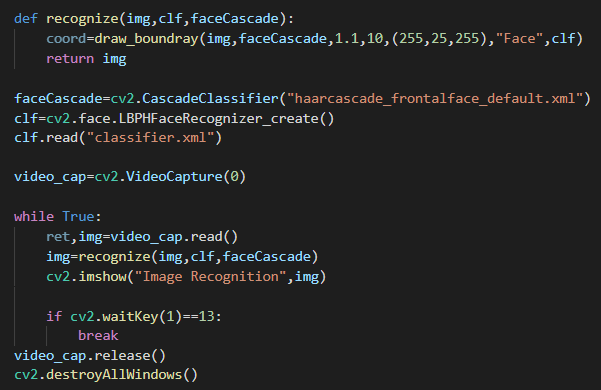 def recognize(img,clf,faceCascade):
    coord=draw_boundray(img,faceCascade,1.1,10,(255,25,255),"Face",clf)
    return img

faceCascade=cv2.CascadeClassifier("haarcascade_frontalface_default.xml")
clf=cv2.face.LBPHFaceRecognizer_create()
clf.read("classifier.xml")

video_cap=cv2.VideoCapture(0)

while True:
    ret,img=video_cap.read()
    img=recognize(img,clf,faceCascade)
    cv2.imshow("Image Recognition",img)

    if cv2.waitKey(1)==13:
        break
video_cap.release()
cv2.destroyAllWindows()